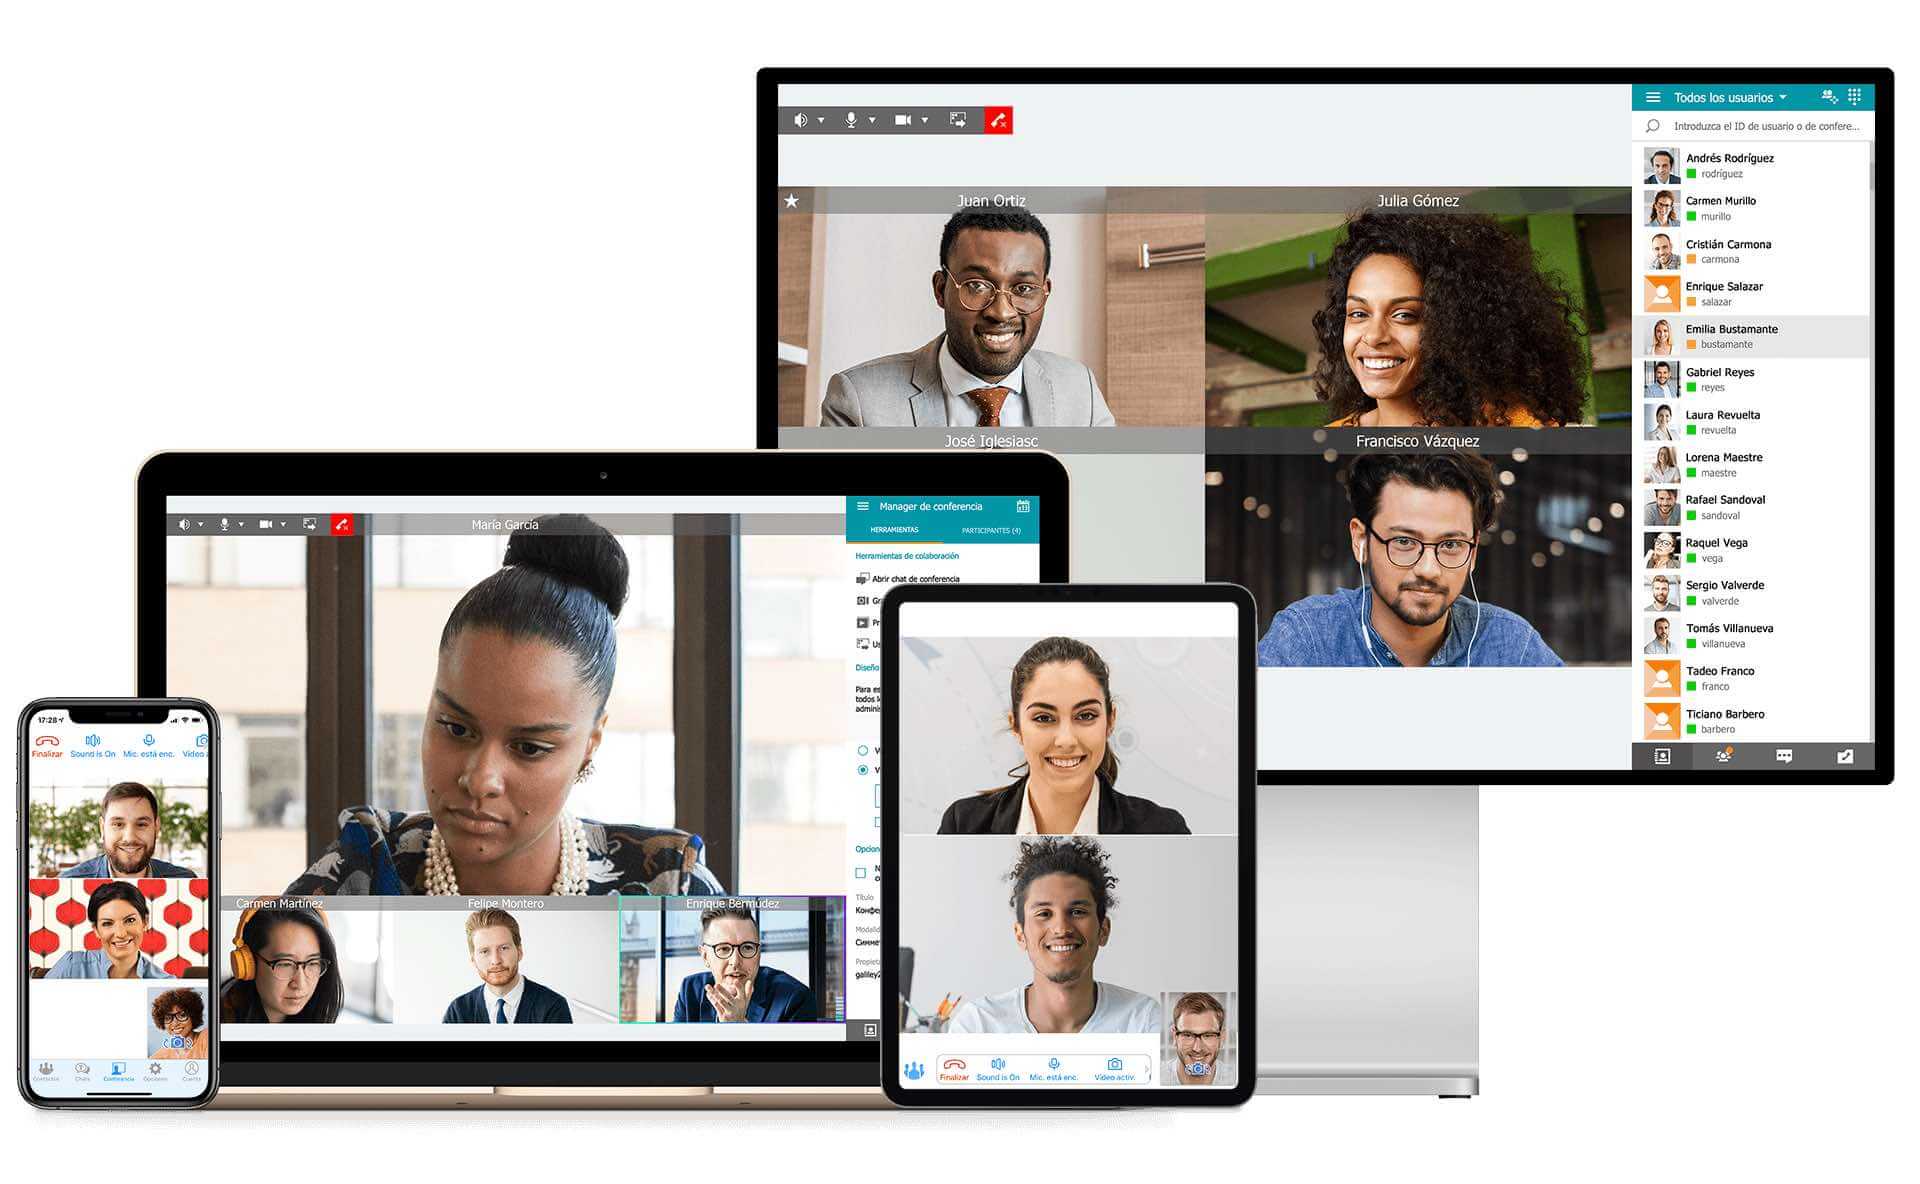 Todos los usuarios
Introduzca el ID de usuario o de confere...
Juan Ortiz
Julia Gómez
José Iglesiasc
Francisco Vázquez
Andrés Rodríguez
rodríguez
Carmen Murillo
murillo
Cristián Carmona
carmona
Enrique Salazar
salazar
Emilia Bustamante
bustamante
Gabriel Reyes
reyes
Laura Revuelta
revuelta
Lorena Maestre
maestre
Rafael Sandoval
sandoval
Raquel Vega
vega
Sergio Valverde
valverde
Tomás Villanueva
villanueva
Tadeo Franco
franco
Ticiano Barbero
barbero
María García
Carmen Martínez
Felipe Montero
Enrique Bermúdez
Manager de conferencia
HERRAMIENTAS PARTICIPANTES (4)
Herramientas de colaboración
Abrir chat de conferencia
Gr
Pr
Us
Diseño
Para es
todos l
adminis
V
V
Opcion
N
Título
Конфе
Modalid
Симме
Propieta
galiley2
17:28
Finalizar Sound is On Mic. está enc. Video a
Contactos Chats Conferencia Opciones Cuenta
Finalizar Sound is On Mic. está enc. Video activ.